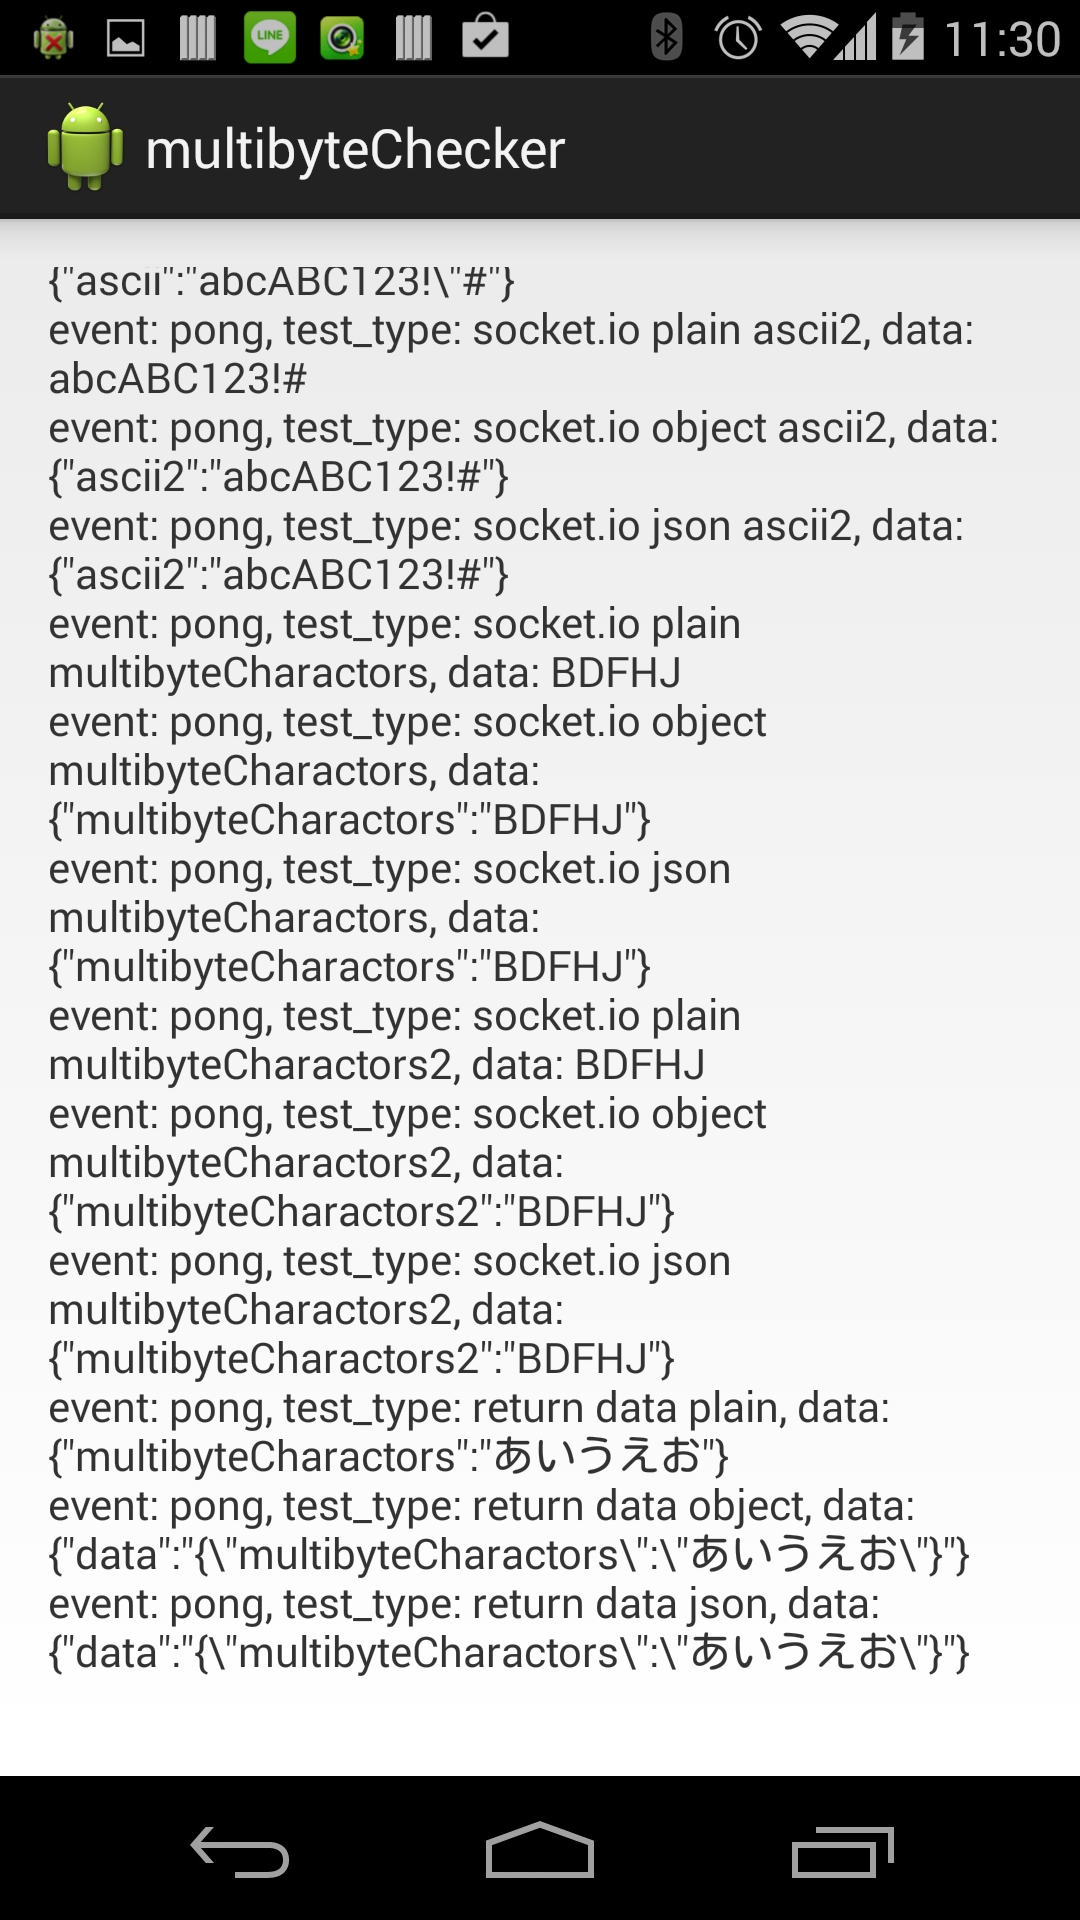 LINE
11:30
multibyteChecker
{"ascii":"abcABC123!\"#"}
event: pong, test_type: socket.io plain ascii2, data:
abcABC123!#
event: pong, test_type: socket.io object ascii2, data:
{"ascii2":"abcABC123!#"}
event: pong, test_type: socket.io json ascii2, data:
{"ascii2":"abcABC123!#"}
event: pong, test_type: socket.io plain
multibyteCharactors, data: BDFHJ
event: pong, test_type: socket.io object
multibyteCharactors, data:
{"multibyteCharactors":"BDFHJ"}
event: pong, test_type: socket.io json
multibyteCharactors, data:
{"multibyteCharactors":"BDFHJ"}
event: pong, test_type: socket.io plain
multibyteCharactors2, data: BDFHJ
event: pong, test_type: socket.io object
multibyteCharactors2, data:
{"multibyteCharactors2":"BDFHJ"}
event: pong, test_type: socket.io json
multibyteCharactors2, data:
{"multibyteCharactors2":"BDFHJ"}
event: pong, test_type: return data plain, data:
{"multibyteCharactors":"あいうえお"}
event: pong, test_type: return data object, data:
{"data":"{\"multibyteCharactors\":\"あいうえお\"}"}
event: pong, test_type: return data json, data:
{"data":"{\"multibyteCharactors\":\"あいうえお\"}"}